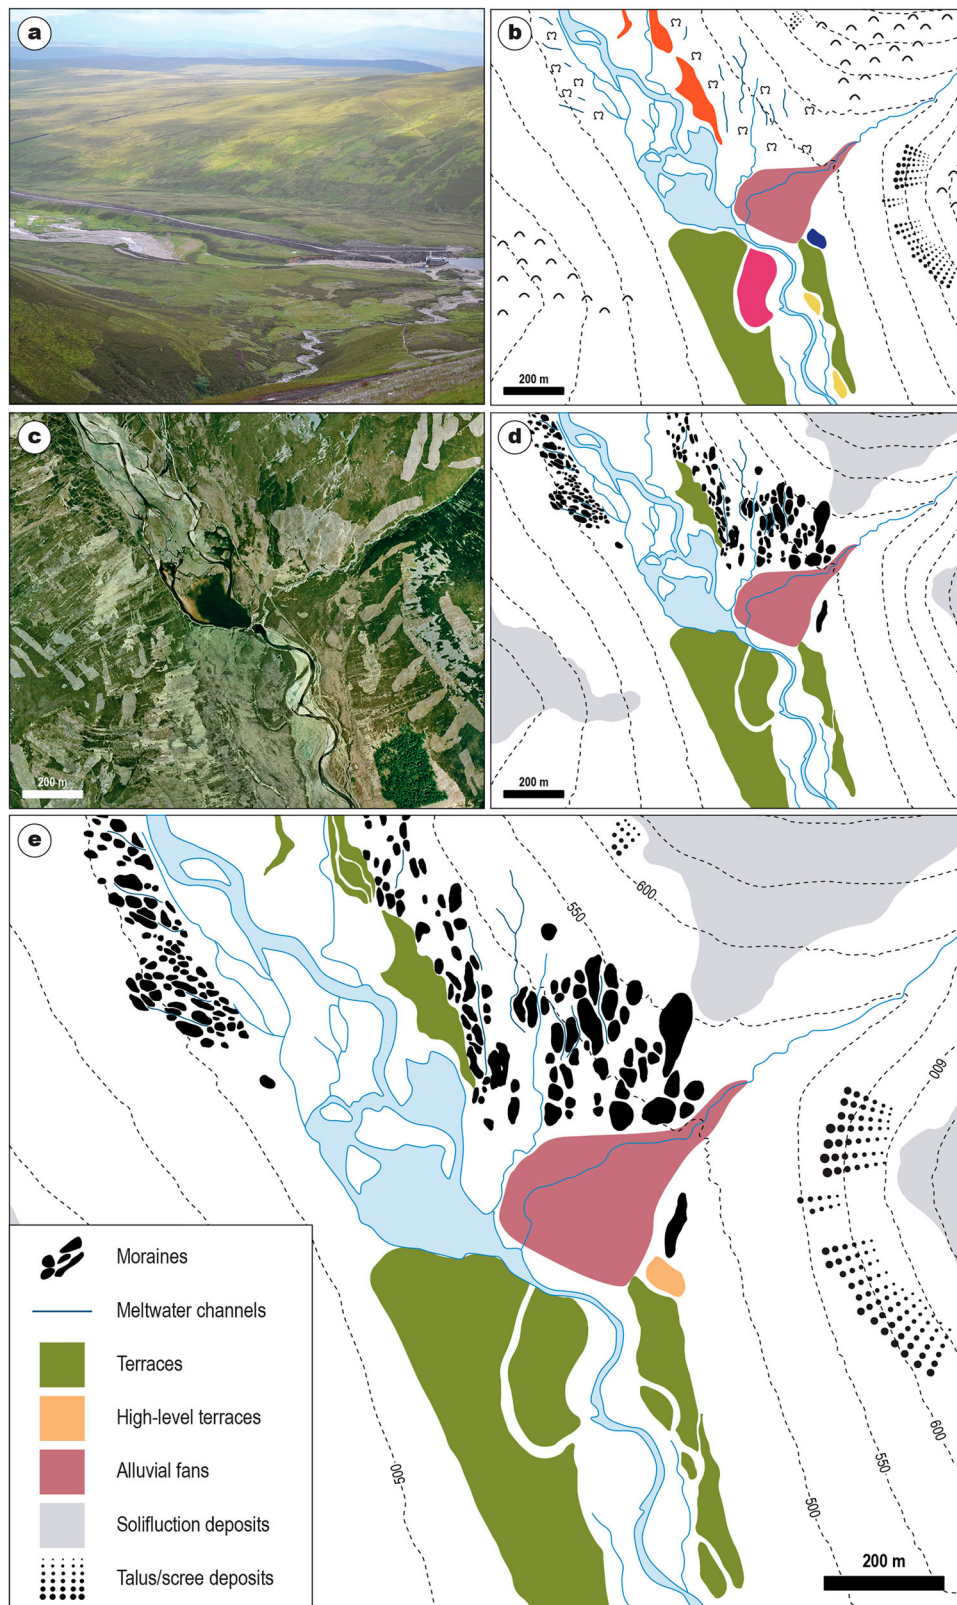 a
b
200 m
c
200 m
d
200 m
e
600
550
600
550
500
600
550
500
Moraines
Meltwater channels
Terraces
High-level terraces
Alluvial fans
Solifluction deposits
Talus/scree deposits
200 m